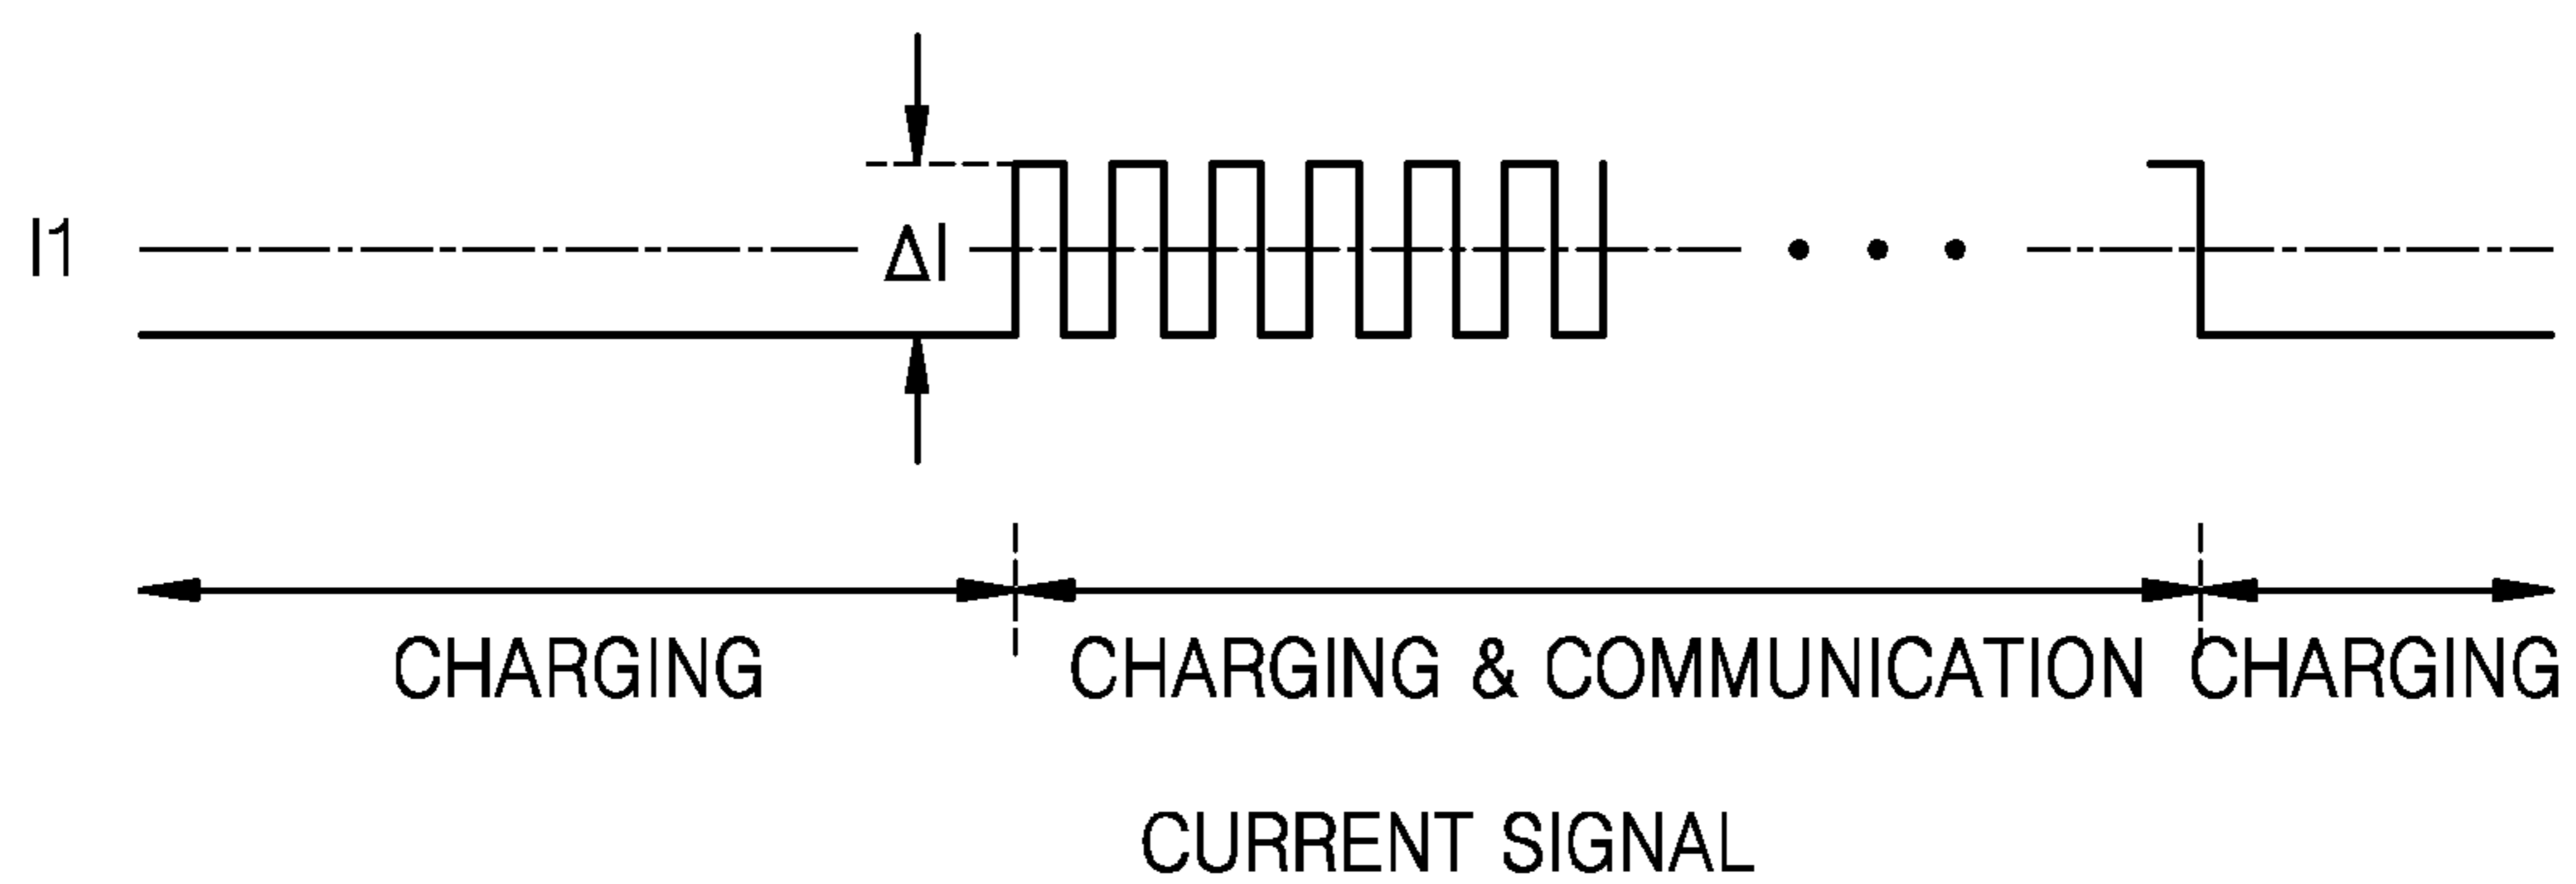 I1
ΔI
CHARGING
CHARGING & COMMUNICATION
CHARGING
CURRENT SIGNAL